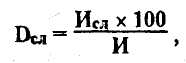 Dсл = Исл × 100 / И ,